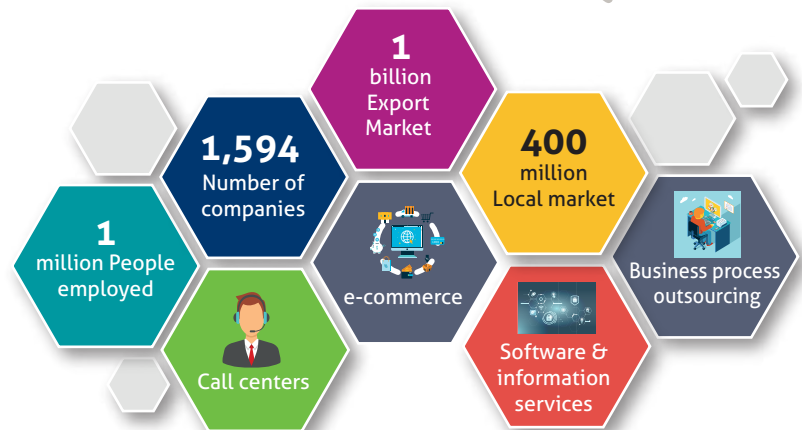 1
billion
Export
Market
1,594
Number of
companies
400
million
Local market
1
million People
employed
e-commerce
Business process
outsourcing
Call centers
Software &
information
services